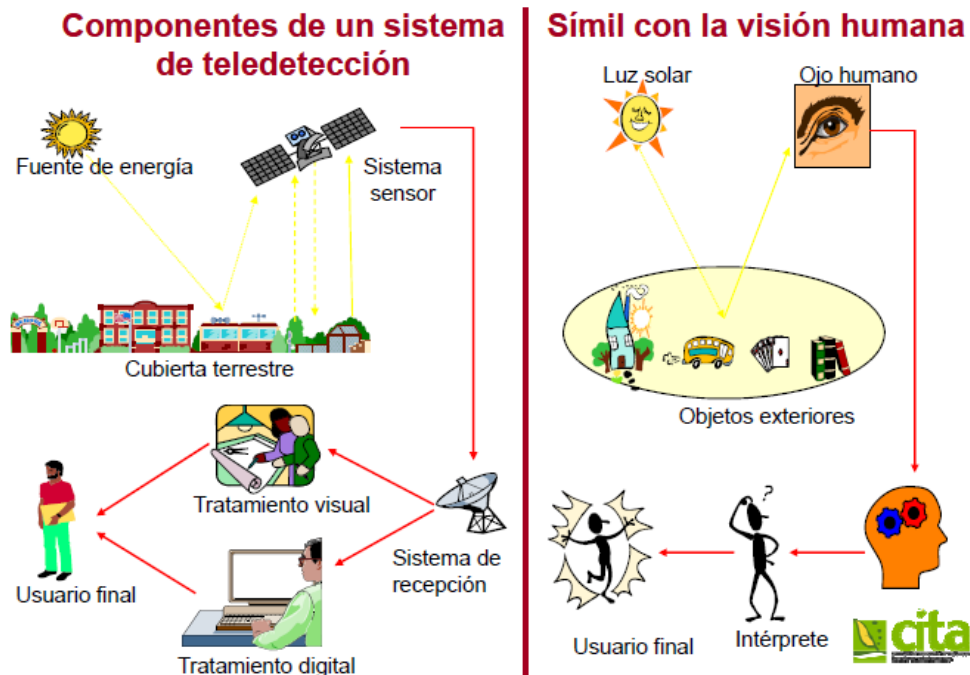 Componentes de un sistema
de teledetección
Fuente de energía
Sistema
sensor
Cubierta terrestre
Tratamiento visual
Sistema de
recepción
Usuario final
Tratamiento digital
Símil con la visión humana
Luz solar
Ojo humano
Objetos exteriores
?
Usuario final
Intérprete
cita